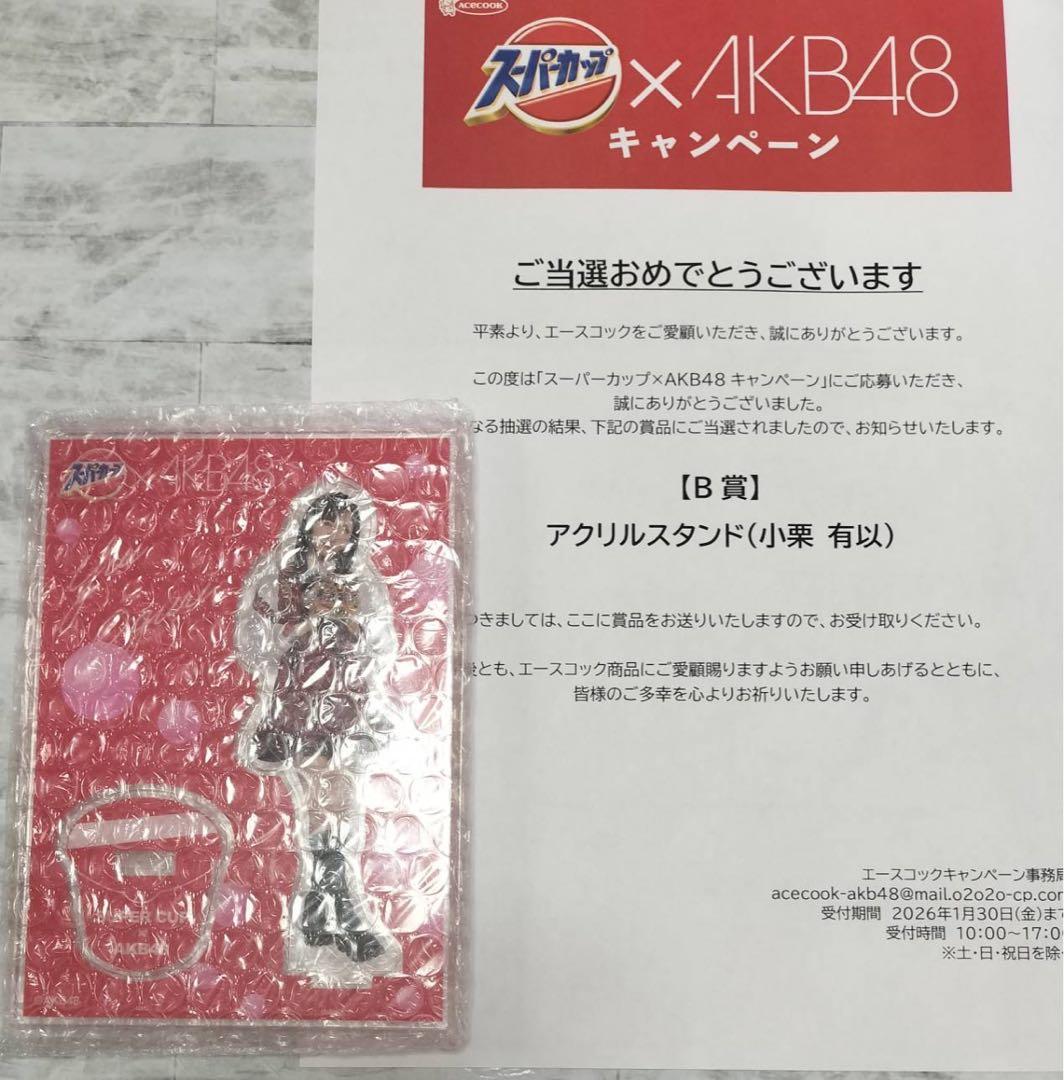 ACECOOK
スーパーカップ×AKB48
キャンペーン
ご当選おめでとうございます
平素より、エースコックをご愛顧いただき、誠にありがとうございます。
この度は「スーパーカップ×AKB48 キャンペーン」にご応募いただき、
誠にありがとうございました。
なる抽選の結果、下記の賞品にご当選されましたので、お知らせいたします。
【B賞】
アクリルスタンド(小栗 有以)
きましては、ここに賞品をお送りいたしますので、お受け取りください。
とも、エースコック商品にご愛顧賜りますようお願い申しあげるとともに、
皆様のご多幸を心よりお祈りいたします。
エースコックキャンペーン事務局
acecook-akb48@mail.o2o2o-cp.com
受付期間 2026年1月30日(金)まで
受付時間 10:00～17:00
※土・日・祝日を除
スーパーカップ×AKB48
SUPER CUP
×
AKB48
©AKB48